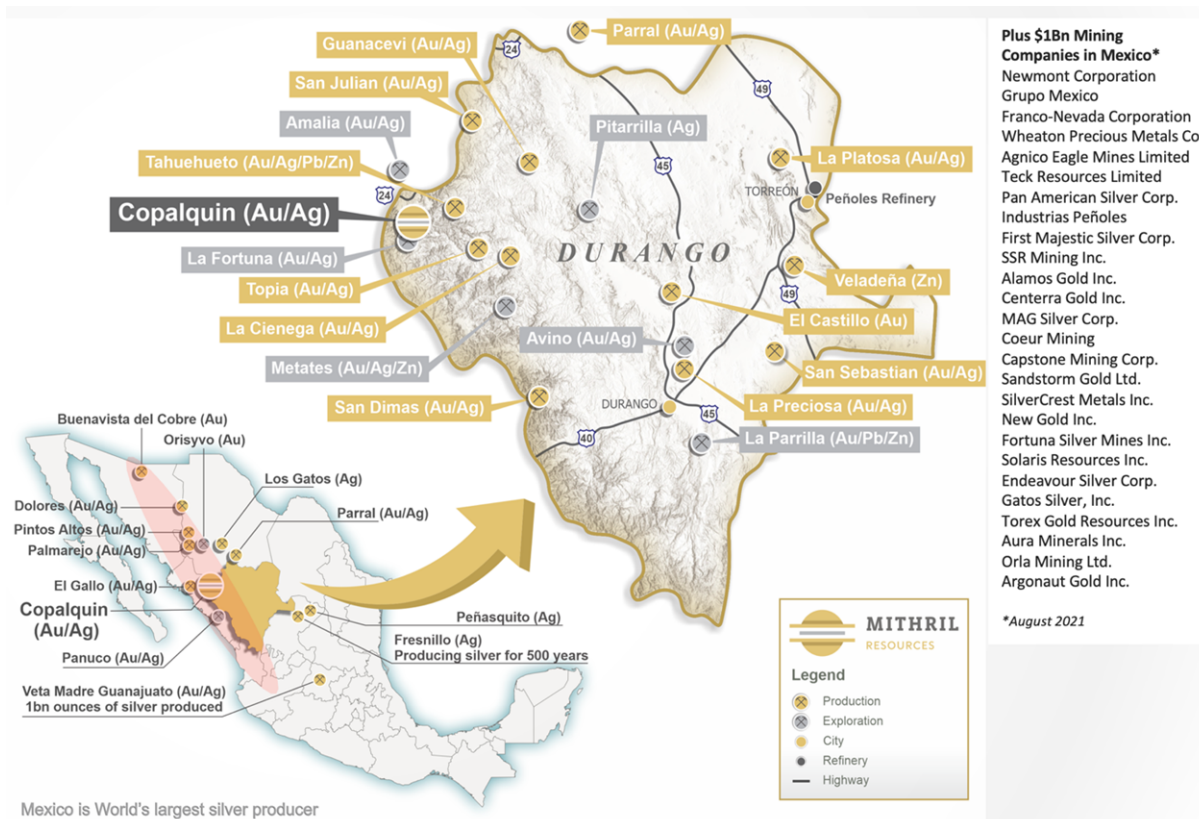 Parral (Au/Ag)
Guanacevi (Au/Ag)
24
San Julian (Au/Ag)
49
Amalia (Au/Ag)
Pitarrilla (Ag)
Tahuehueto (Au/Ag/Pb/Zn)
45
La Platosa (Au/Ag)
24
TORREÓN
Peñoles Refinery
Copalquin (Au/Ag)
La Fortuna (Au/Ag)
DURANGO
Topia (Au/Ag)
Veladeña (Zn)
49
La Cienega (Au/Ag)
El Castillo (Au)
Avino (Au/Ag)
Metates (Au/Ag/Zn)
San Sebastian (Au/Ag)
San Dimas (Au/Ag)
DURANGO
La Preciosa (Au/Ag)
45
40
La Parrilla (Au/Pb/Zn)
Plus $1Bn Mining
Companies in Mexico*
Newmont Corporation
Grupo Mexico
Franco-Nevada Corporation
Wheaton Precious Metals Co
Agnico Eagle Mines Limited
Teck Resources Limited
Pan American Silver Corp.
Industrias Peñoles
First Majestic Silver Corp.
SSR Mining Inc.
Alamos Gold Inc.
Centerra Gold Inc.
MAG Silver Corp.
Coeur Mining
Capstone Mining Corp.
Sandstorm Gold Ltd.
SilverCrest Metals Inc.
New Gold Inc.
Fortuna Silver Mines Inc.
Solaris Resources Inc.
Endeavour Silver Corp.
Gatos Silver, Inc.
Torex Gold Resources Inc.
Aura Minerals Inc.
Orla Mining Ltd.
Argonaut Gold Inc.
*August 2021
Buenavista del Cobre (Au)
Orisyvo (Au)
Los Gatos (Ag)
Dolores (Au/Ag)
Parral (Au/Ag)
Pintos Altos (Au/Ag)
Palmarejo (Au/Ag)
El Gallo (Au/Ag)
Copalquin
(Au/Ag)
Peñasquito (Ag)
Fresnillo (Ag)
Producing silver for 500 years
Panuco (Au/Ag)
Veta Madre Guanajuato (Au/Ag)
1bn ounces of silver produced
Mexico is World's largest silver producer
MITHRIL
RESOURCES
Legend
Production
Exploration
City
Refinery
Highway